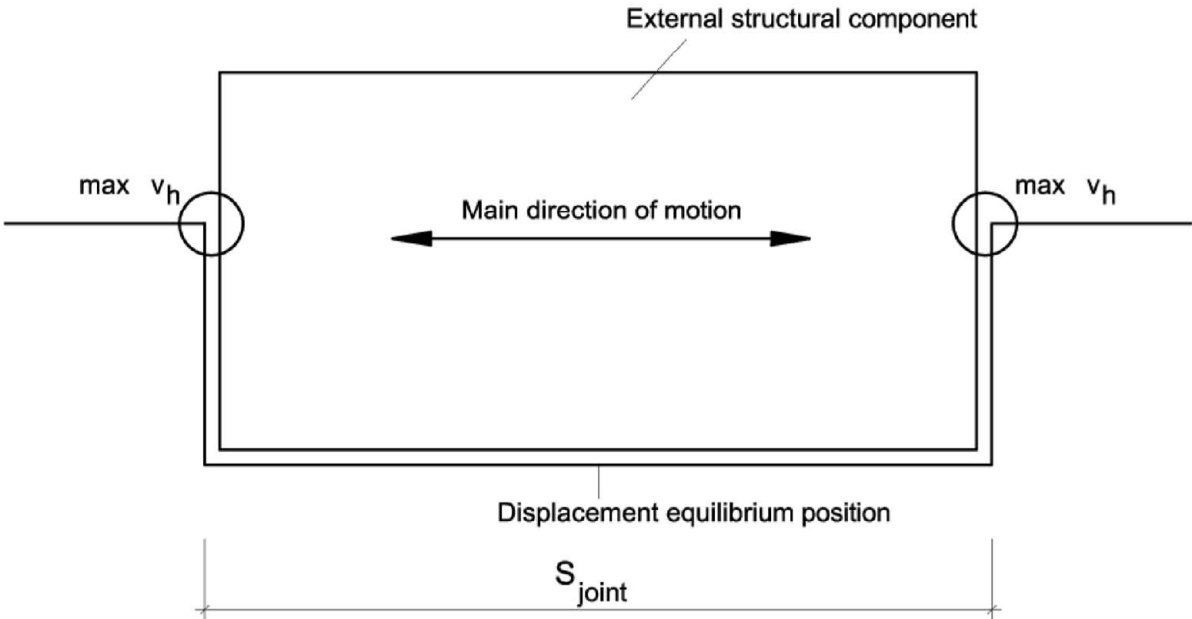 External structural component
max v_h
max v_h
Main direction of motion
Displacement equilibrium position
S_joint